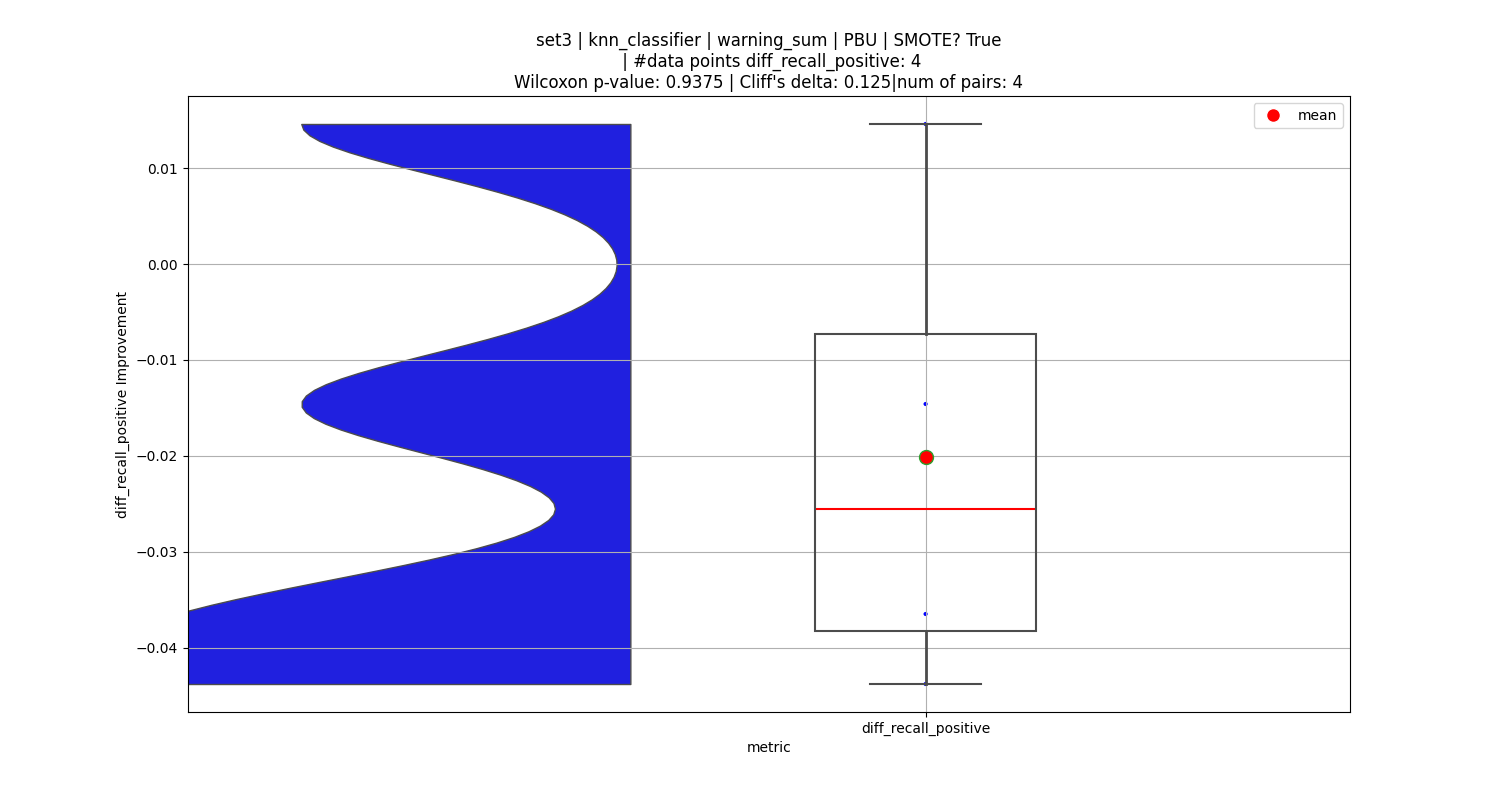 set3 | knn_classifier | warning_sum | PBU | SMOTE? True
| #data points diff_recall_positive: 4
Wilcoxon p-value: 0.9375 | Cliff's delta: 0.125|num of pairs: 4
mean
0.01
0.00
−0.01
−0.02
−0.03
−0.04
diff_recall_positive Improvement
diff_recall_positive
metric